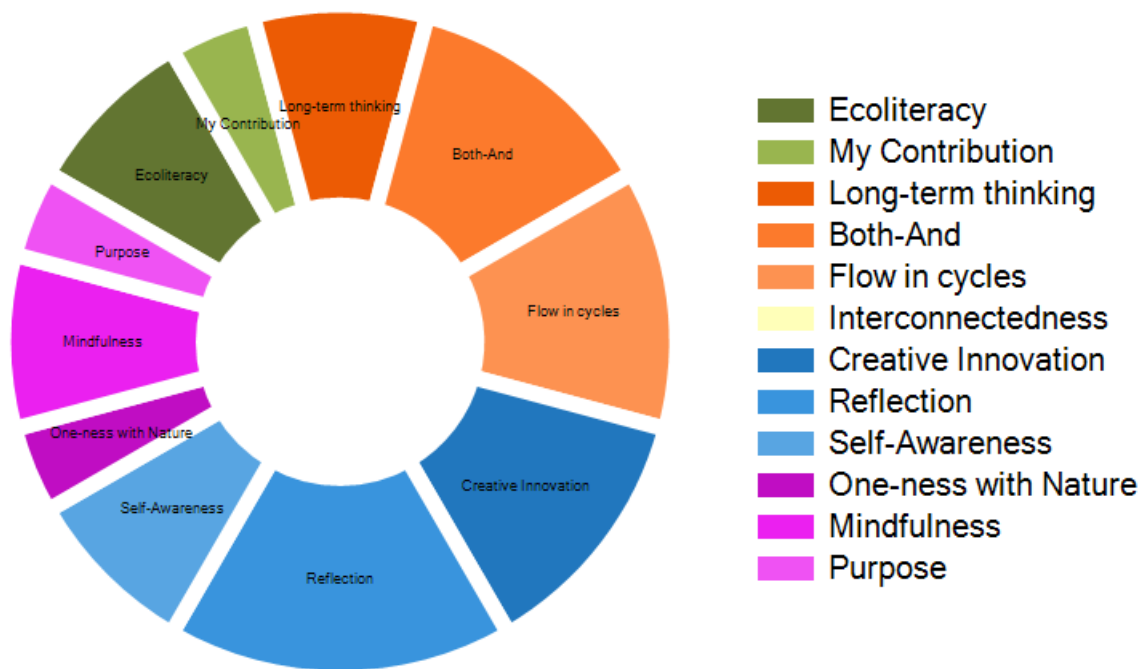 Long-term thinking
My Contribution
Both-And
Ecoliteracy
Purpose
Flow in cycles
Mindfulness
One-ness with Nature
Creative Innovation
Self-Awareness
Reflection
Ecoliteracy
My Contribution
Long-term thinking
Both-And
Flow in cycles
Interconnectedness
Creative Innovation
Reflection
Self-Awareness
One-ness with Nature
Mindfulness
Purpose